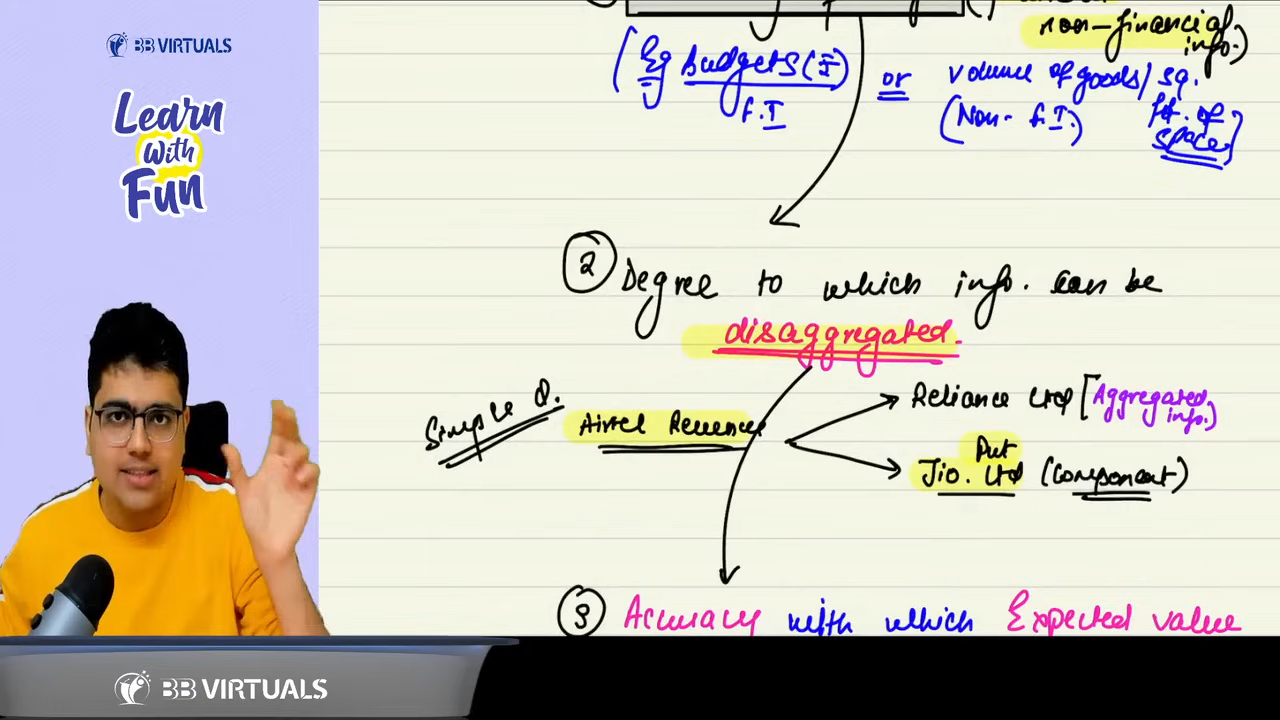 BB VIRTUALS
Learn
With
Fun
non-financial
info.)
(Eg Budgets(I) or volume of goods/sq.
F.I (Non-f.I.) ft. of
space)
② Degree to which info. can be
disaggregated.
Simple Q. Airtel Revenue
Reliance Ltd [Aggregated
info.)
Put
Jio. Ltd (Component)
③ Accuracy with which Expected value
BB VIRTUALS